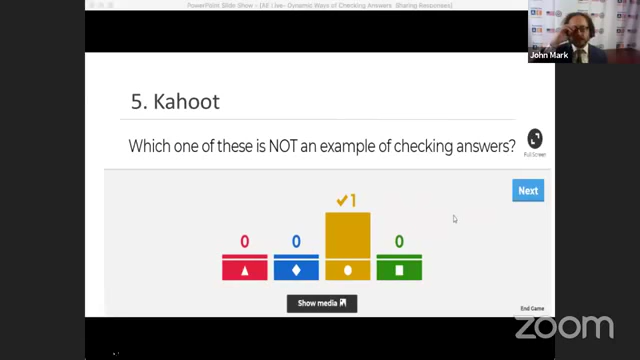 PowerPoint Slide Show - [All Live- Dynamic Ways of Checking Answers Sharing Responses]
John Mark
5. Kahoot
Which one of these is NOT an example of checking answers?
Full Screen
Next
1
0
0
0
Show media
End Game
zoom